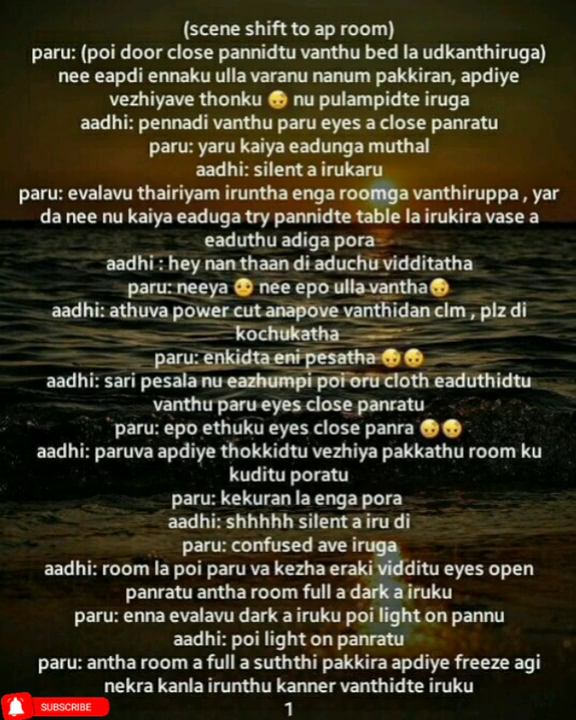 (scene shift to ap room)
paru: (poi door close pannidtu vanthu bed la udkanthiruga)
nee eapdi ennaku ulla varanu nanum pakkiran, apdiye
vezhiyave thonku 😞 nu pulampidte iruga
aadhi: pennadi vanthu paru eyes a close panratu
paru: yaru kaiya eadunga muthal
aadhi: silent a irukaru
paru: evalavu thairiyam iruntha enga roomga vanthiruppa , yar
da nee nu kaiya eaduga try pannidte table la irukira vase a
eaduthu adiga pora
aadhi : hey nan thaan di aduchu vidditatha
paru: neeya 😞 nee epo ulla vantha😞
aadhi: athuva power cut anapove vanthidan clm , plz di
kochukatha
paru: enkidta eni pesatha 😞😞
aadhi: sari pesala nu eazhumpi poi oru cloth eaduthidtu
vanthu paru eyes close panratu
paru: epo ethuku eyes close panra 😞😞
aadhi: paruva apdiye thokkidtu vezhiya pakkathu room ku
kuditu poratu
paru: kekuran la enga pora
aadhi: shhhhh silent a iru di
paru: confused ave iruga
aadhi: room la poi paru va kezha eraki vidditu eyes open
panratu antha room full a dark a iruku
paru: enna evalavu dark a iruku poi light on pannu
aadhi: poi light on panratu
paru: antha room a full a suththi pakkira apdiye freeze agi
nekra kanla irunthu kanner vanthidte iruku
SUBSCRIBE
1